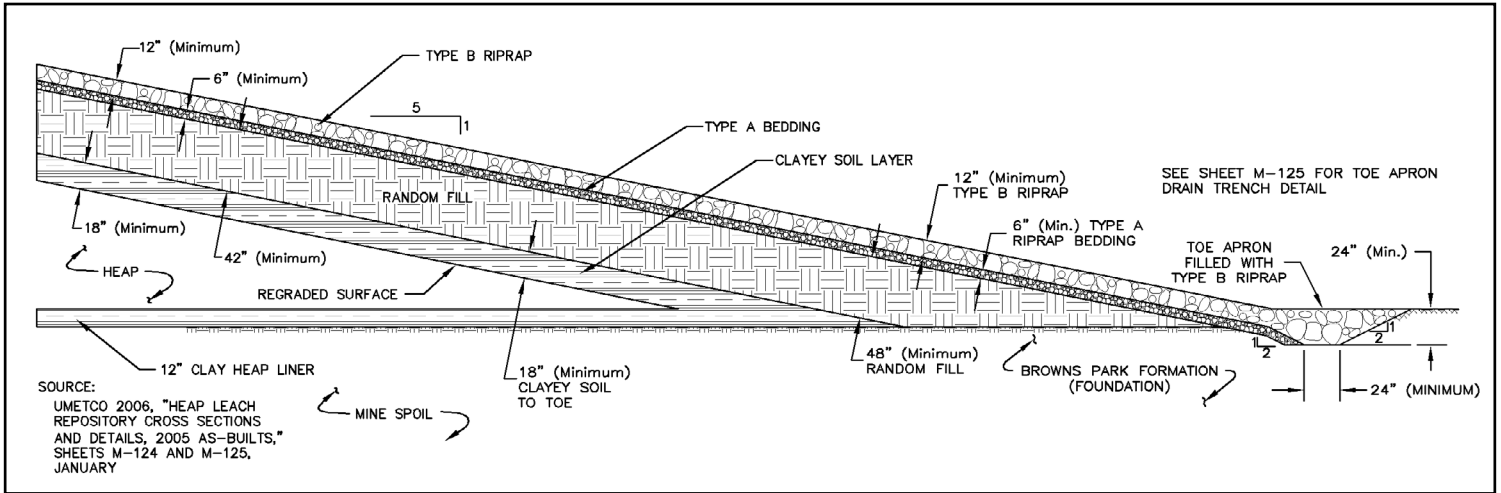 12" (Minimum)
TYPE B RIPRAP
6" (Minimum)
5
1
TYPE A BEDDING
CLAYEY SOIL LAYER
RANDOM FILL
12" (Minimum)
TYPE B RIPRAP
SEE SHEET M-125 FOR TOE APRON
DRAIN TRENCH DETAIL
6" (Min.) TYPE A
RIPRAP BEDDING
TOE APRON
FILLED WITH
TYPE B RIPRAP
24" (Min.)
18" (Minimum)
42" (Minimum)
HEAP
REGRADED SURFACE
1
2
1
2
12" CLAY HEAP LINER
18" (Minimum)
CLAYEY SOIL
TO TOE
48" (Minimum)
RANDOM FILL
BROWNS PARK FORMATION
(FOUNDATION)
24" (MINIMUM)
MINE SPOIL
SOURCE:
UMETCO 2006, "HEAP LEACH
REPOSITORY CROSS SECTIONS
AND DETAILS, 2005 AS-BUILTS,"
SHEETS M-124 AND M-125,
JANUARY